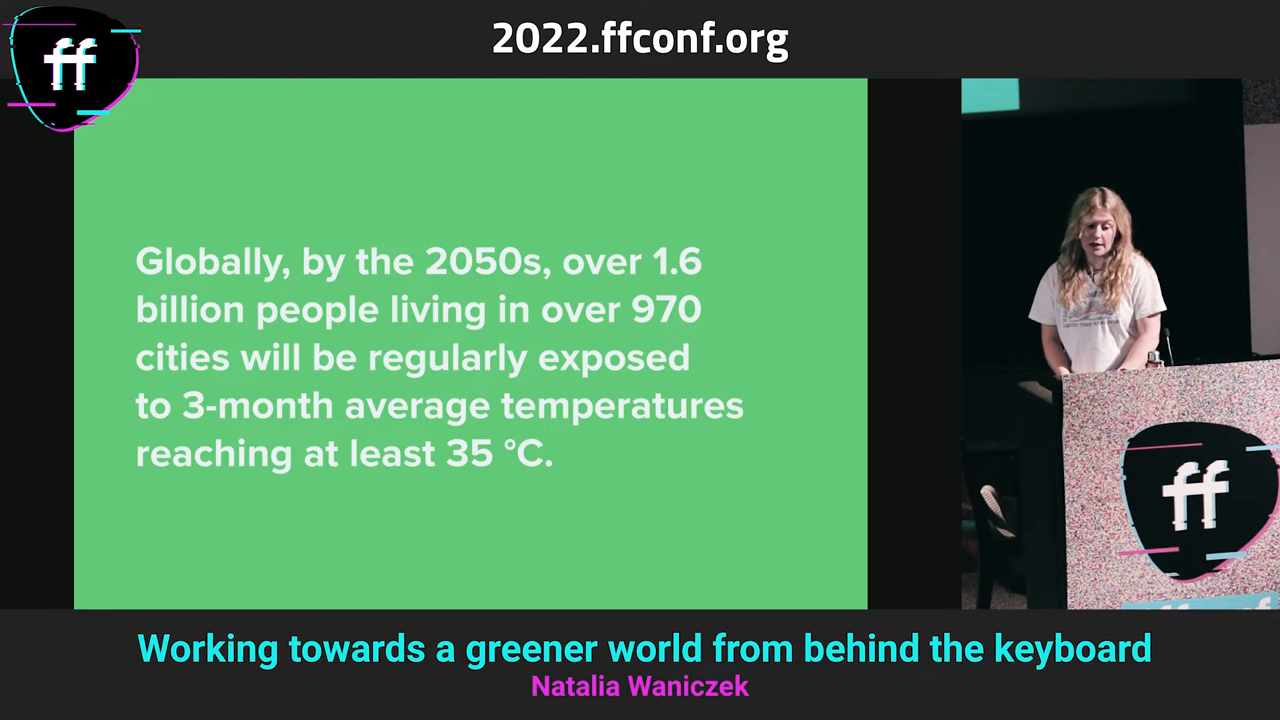 2022.ffconf.org
ff
Globally, by the 2050s, over 1.6
billion people living in over 970
cities will be regularly exposed
to 3-month average temperatures
reaching at least 35 °C.
ff
Working towards a greener world from behind the keyboard
Natalia Waniczek